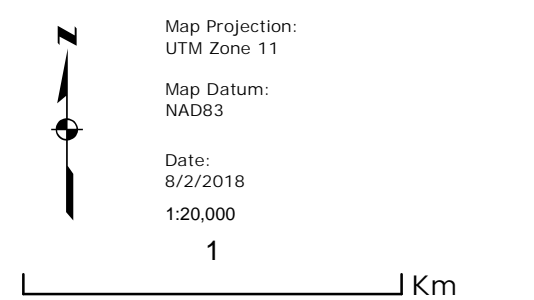 N
Map Projection:
UTM Zone 11
Map Datum:
NAD83
Date:
8/2/2018
1:20,000
1
Km